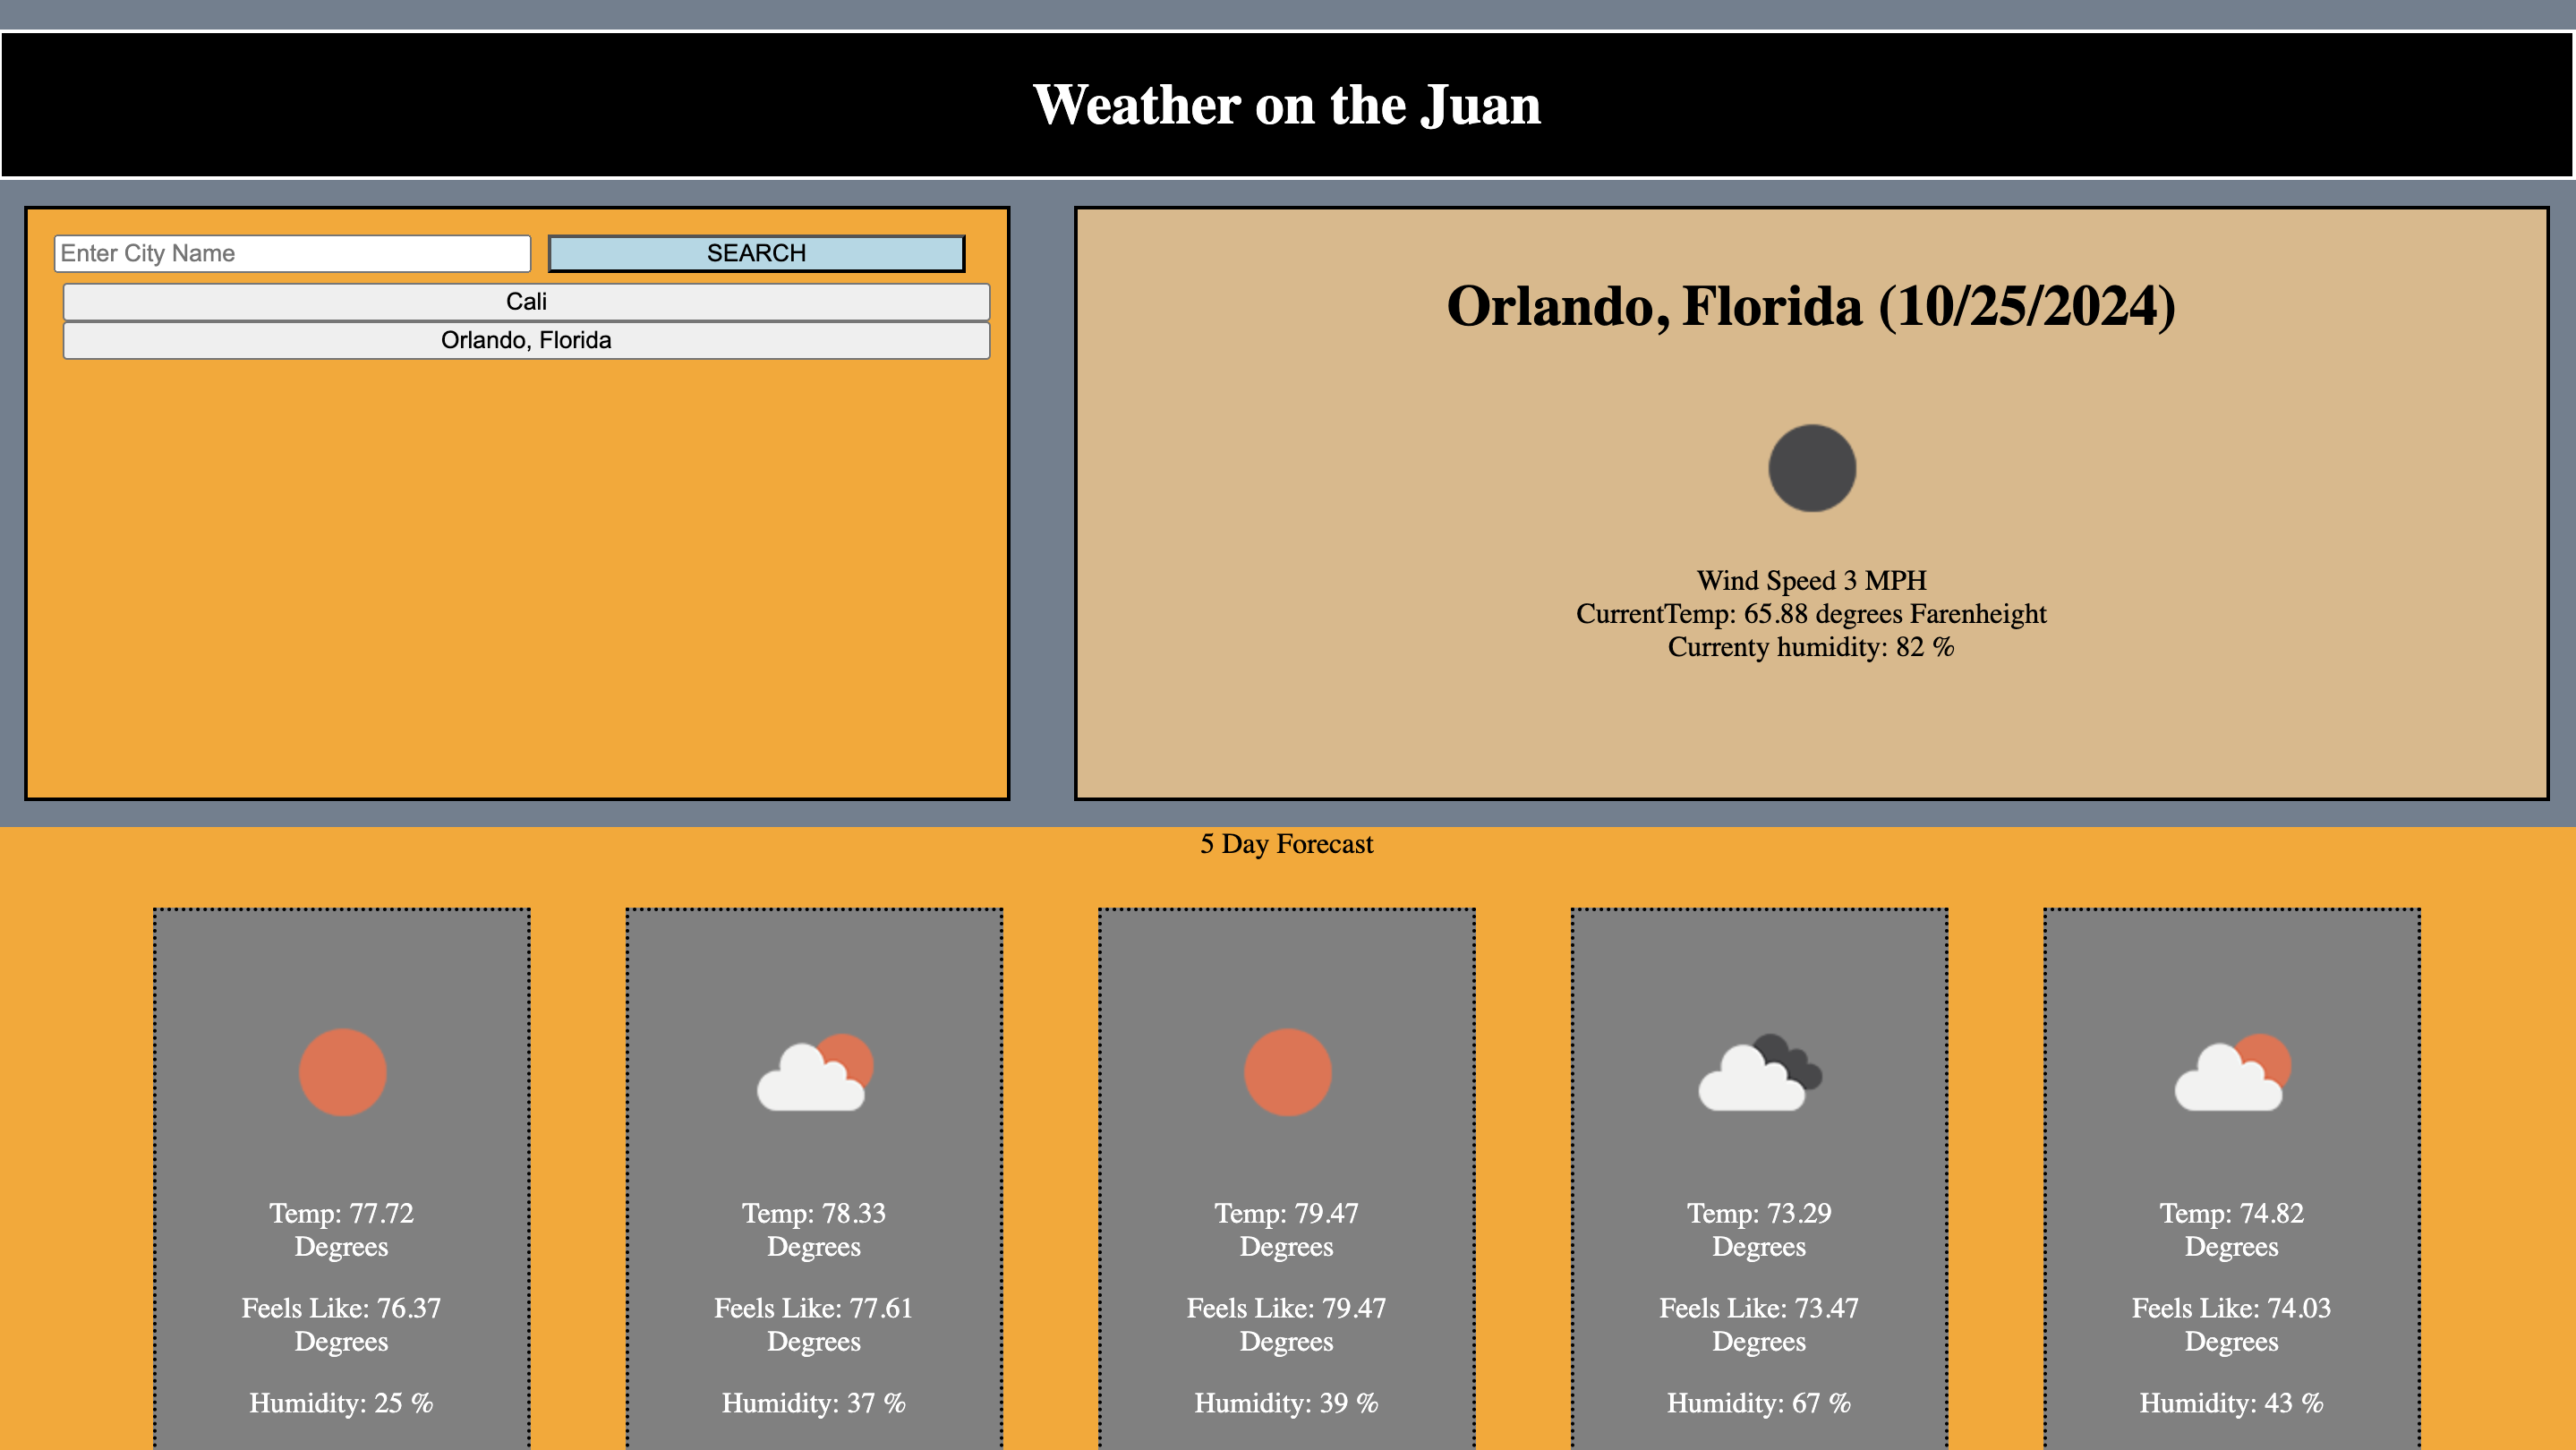 Weather on the Juan
Enter City Name
SEARCH
Cali
Orlando, Florida
Orlando, Florida (10/25/2024)
Wind Speed 3 MPH
CurrentTemp: 65.88 degrees Farenheight
Currenty humidity: 82 %
5 Day Forecast
Temp: 77.72
Degrees
Feels Like: 76.37
Degrees
Humidity: 25 %
Temp: 78.33
Degrees
Feels Like: 77.61
Degrees
Humidity: 37 %
Temp: 79.47
Degrees
Feels Like: 79.47
Degrees
Humidity: 39 %
Temp: 73.29
Degrees
Feels Like: 73.47
Degrees
Humidity: 67 %
Temp: 74.82
Degrees
Feels Like: 74.03
Degrees
Humidity: 43 %